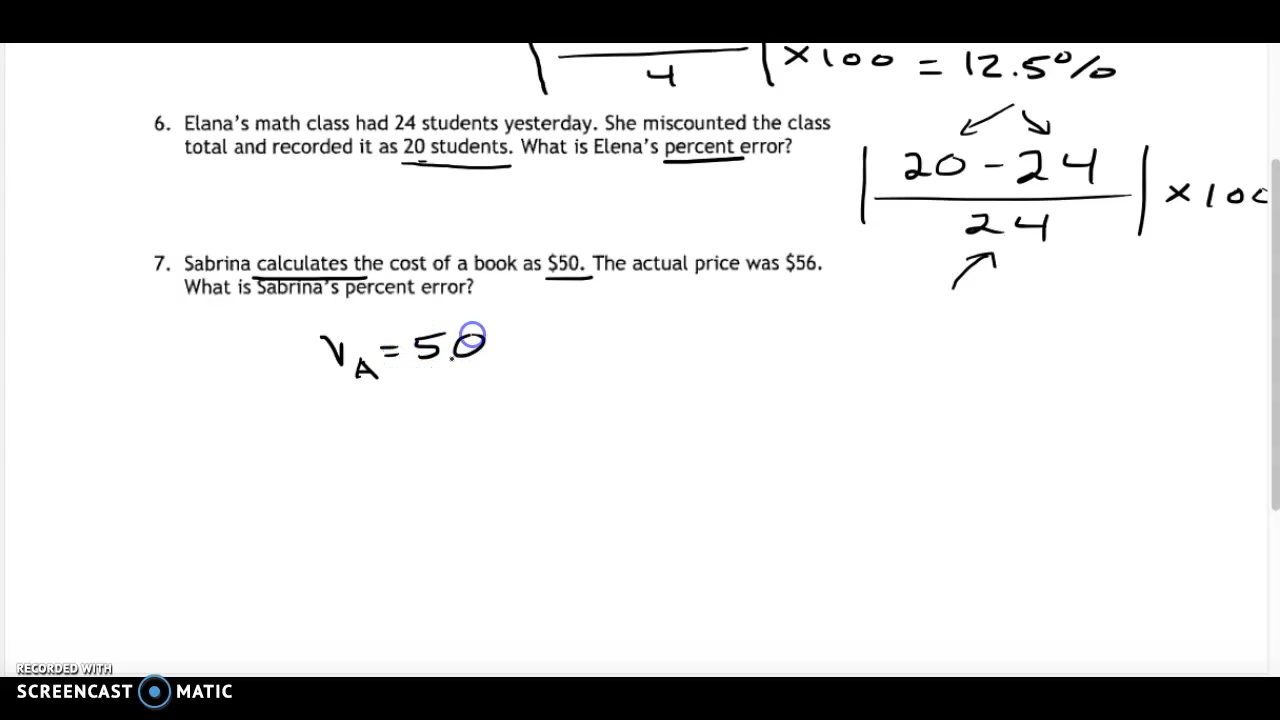 4 × 100 = 12.5%
6. Elana's math class had 24 students yesterday. She miscounted the class
total and recorded it as 20 students. What is Elena's percent error?
| 20 - 24 |
24 × 100
7. Sabrina calculates the cost of a book as $50. The actual price was $56.
What is Sabrina's percent error?
V_A = 50
RECORDED WITH
SCREENCAST MATIC